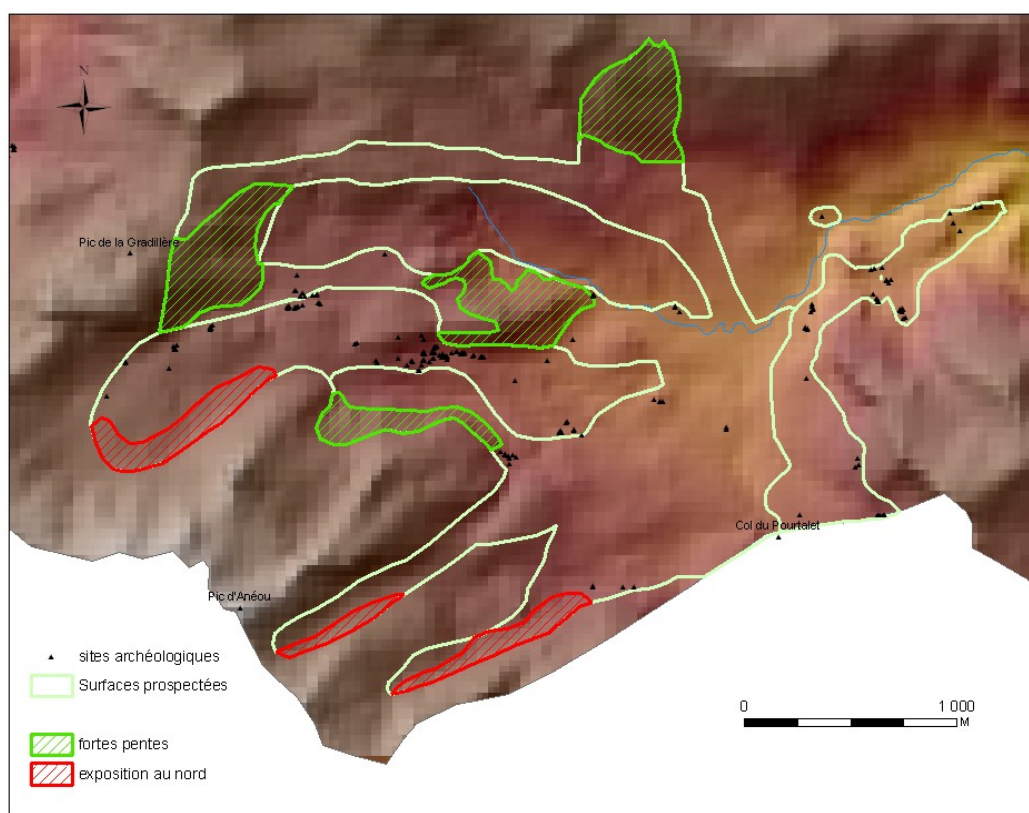 N
Pic de la Gradillère
Col du Pourtalet
Pic d'Anéou
sites archéologiques
Surfaces prospectées
0 1 000
M
fortes pentes
exposition au nord